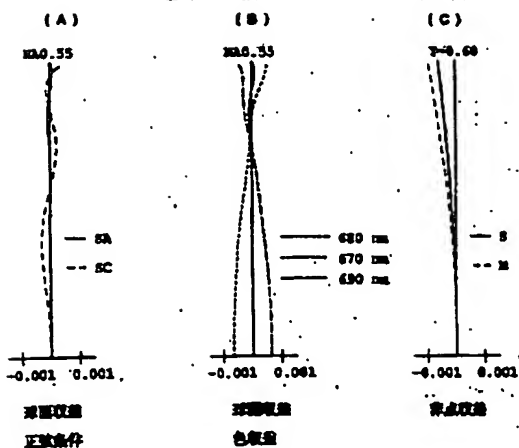 (A) (B) (C)
NA0.55 NA0.55 Y=0.60
SA
SC
680 nm
670 nm
690 nm
S
M
-0.001 0.001 -0.001 0.001 -0.001 0.001
球面収差 球面収差 非点収差
正弦条件 色収差